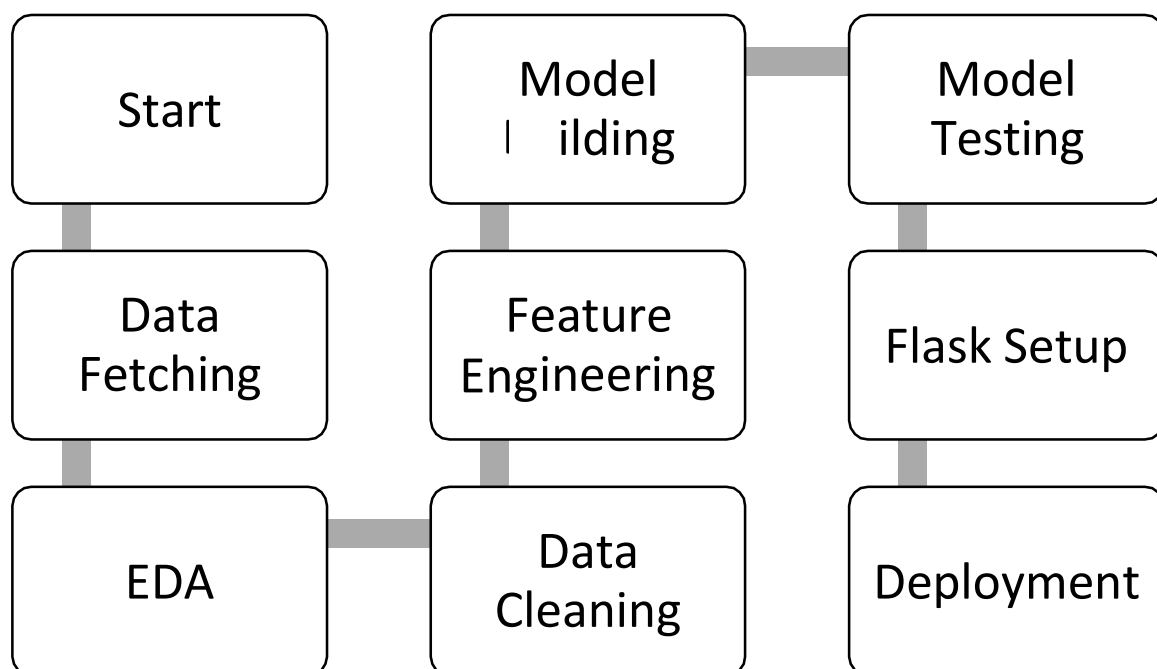 Start
Data
Fetching
EDA
Data
Cleaning
Feature
Engineering
Model
Model
Testing
Flask Setup
Deployment